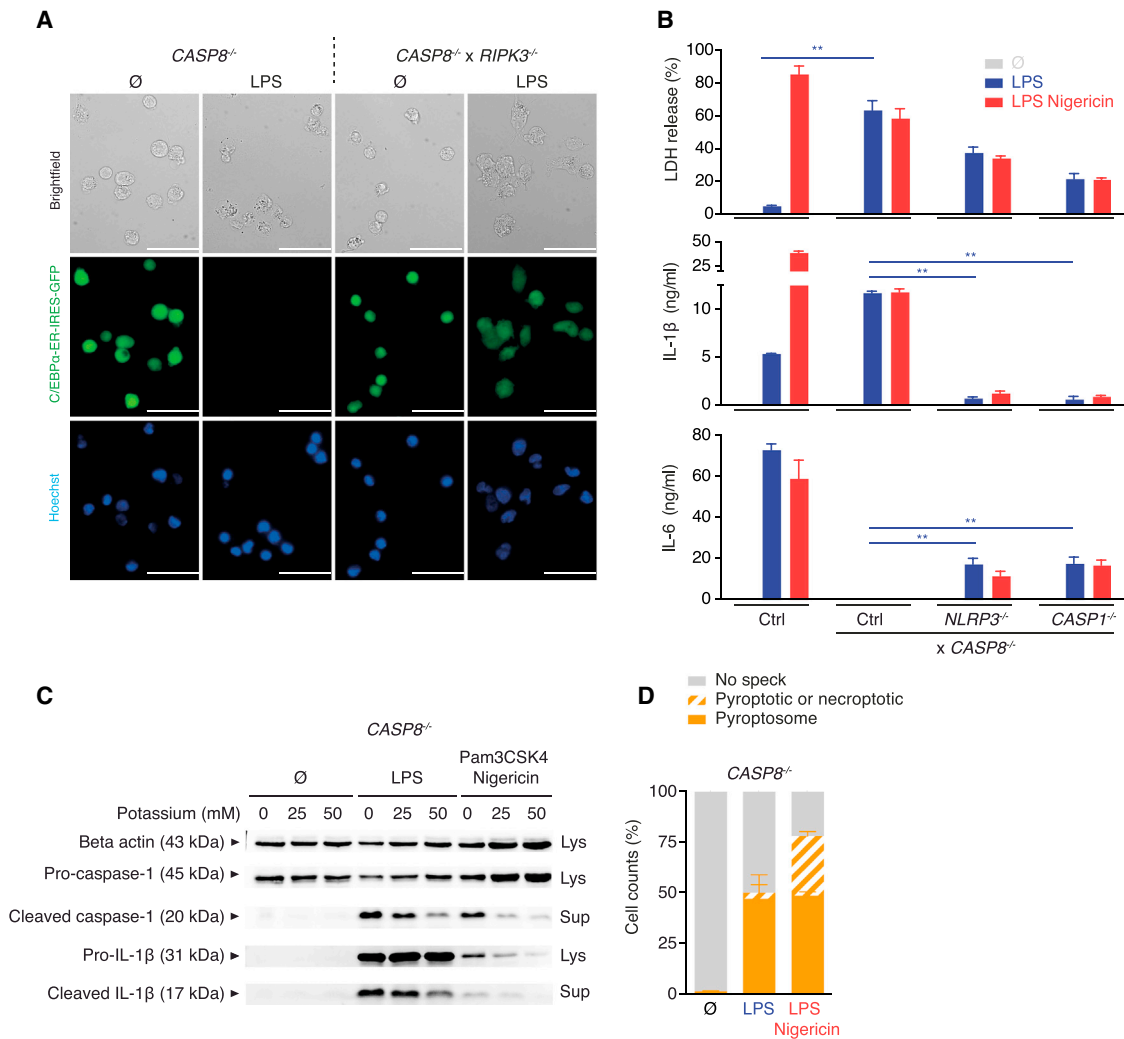 A
CASP8-/-
CASP8-/- x RIPK3-/-
Ø
LPS
Ø
LPS
Brightfield
C/EBPα-ER-IRES-GFP
Hoechst
B
Ø
LPS
LPS Nigericin
LDH release (%)
100
80
60
40
20
0
**
IL-1β (ng/ml)
50
25
10
5
0
**
**
IL-6 (ng/ml)
80
60
40
20
0
**
**
Ctrl
Ctrl
NLRP3-/-
CASP1-/-
x CASP8-/-
C
CASP8-/-
Ø
LPS
Pam3CSK4
Nigericin
Potassium (mM) 0 25 50 0 25 50 0 25 50
Beta actin (43 kDa) ► Lys
Pro-caspase-1 (45 kDa) ► Lys
Cleaved caspase-1 (20 kDa) ► Sup
Pro-IL-1β (31 kDa) ► Lys
Cleaved IL-1β (17 kDa) ► Sup
D
No speck
Pyroptotic or necroptotic
Pyroptosome
CASP8-/-
Cell counts (%)
100
75
50
25
0
Ø
LPS
LPS
Nigericin